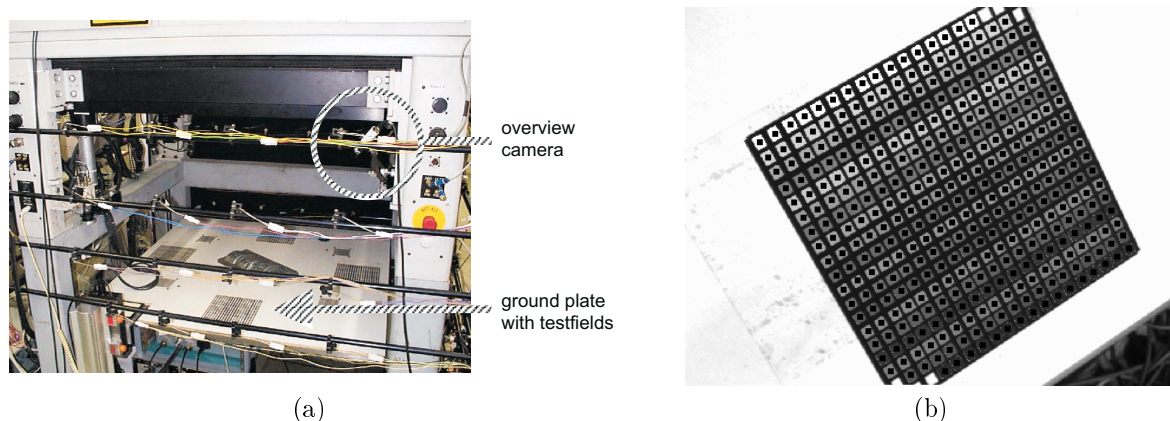 overview
camera
ground plate
with testfields
(a)
(b)